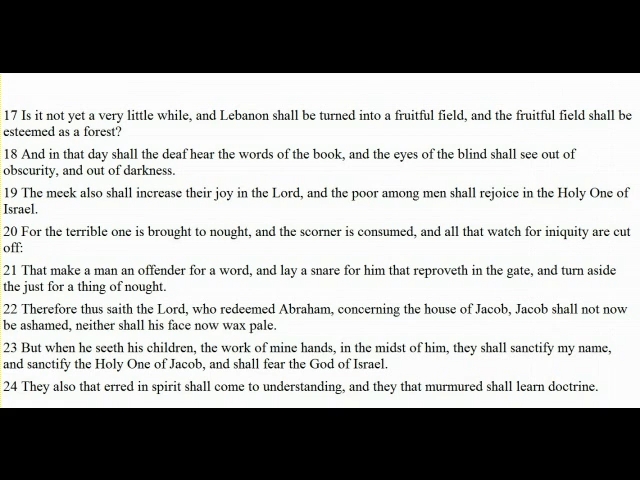 17 Is it not yet a very little while, and Lebanon shall be turned into a fruitful field, and the fruitful field shall be
esteemed as a forest?
18 And in that day shall the deaf hear the words of the book, and the eyes of the blind shall see out of
obscurity, and out of darkness.
19 The meek also shall increase their joy in the Lord, and the poor among men shall rejoice in the Holy One of
Israel.
20 For the terrible one is brought to nought, and the scorner is consumed, and all that watch for iniquity are cut
off:
21 That make a man an offender for a word, and lay a snare for him that reproveth in the gate, and turn aside
the just for a thing of nought.
22 Therefore thus saith the Lord, who redeemed Abraham, concerning the house of Jacob, Jacob shall not now
be ashamed, neither shall his face now wax pale.
23 But when he seeth his children, the work of mine hands, in the midst of him, they shall sanctify my name,
and sanctify the Holy One of Jacob, and shall fear the God of Israel.
24 They also that erred in spirit shall come to understanding, and they that murmured shall learn doctrine.